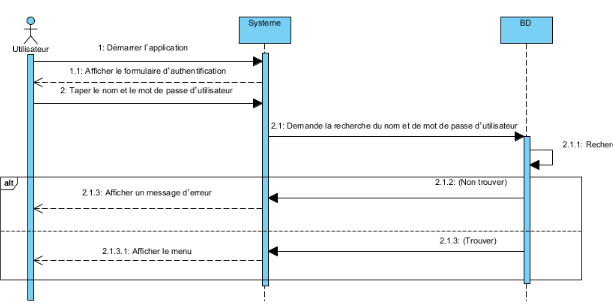 Systeme
BD
Utilisateur
1: Démarrer l'application
1.1: Afficher le formulaire d'authentification
2: Taper le nom et le mot de passe d'utilisateur
2.1: Demande la recherche du nom et de mot de passe d'utilisateur
2.1.1: Recher
alt
2.1.2: (Non trouver)
2.1.3: Afficher un message d'erreur
2.1.3: (Trouver)
2.1.3.1: Afficher le menu